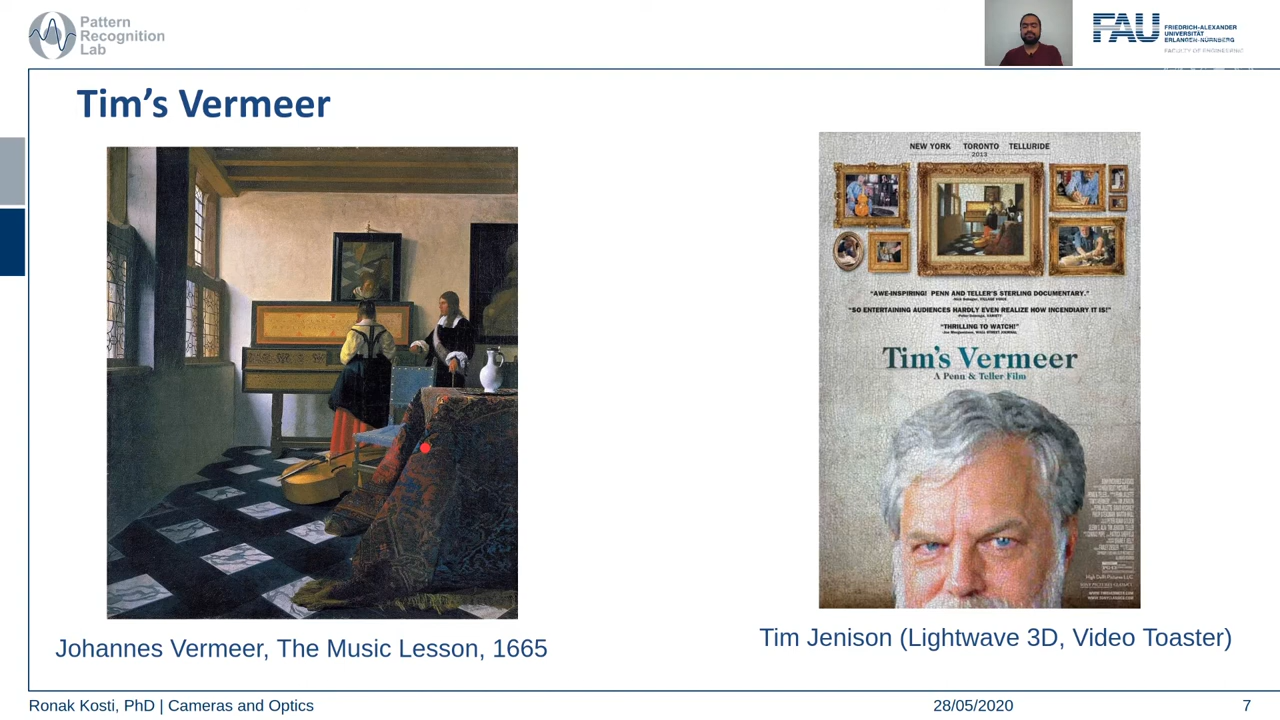 Pattern
Recognition
Lab
FAU
FRIEDRICH-ALEXANDER
UNIVERSITÄT
ERLANGEN-NÜRNBERG
FACULTY OF ENGINEERING
Tim's Vermeer
NEW YORK TORONTO TELLURIDE
2013
"AWE-INSPIRING! PENN AND TELLER'S STERLING DOCUMENTARY."
"SO ENTERTAINING AUDIENCES HARDLY EVEN REALIZE HOW INCENDIARY IT IS!"
"THRILLING TO WATCH!"
Tim's Vermeer
A Penn & Teller Film
Johannes Vermeer, The Music Lesson, 1665
Tim Jenison (Lightwave 3D, Video Toaster)
Ronak Kosti, PhD | Cameras and Optics
28/05/2020
7